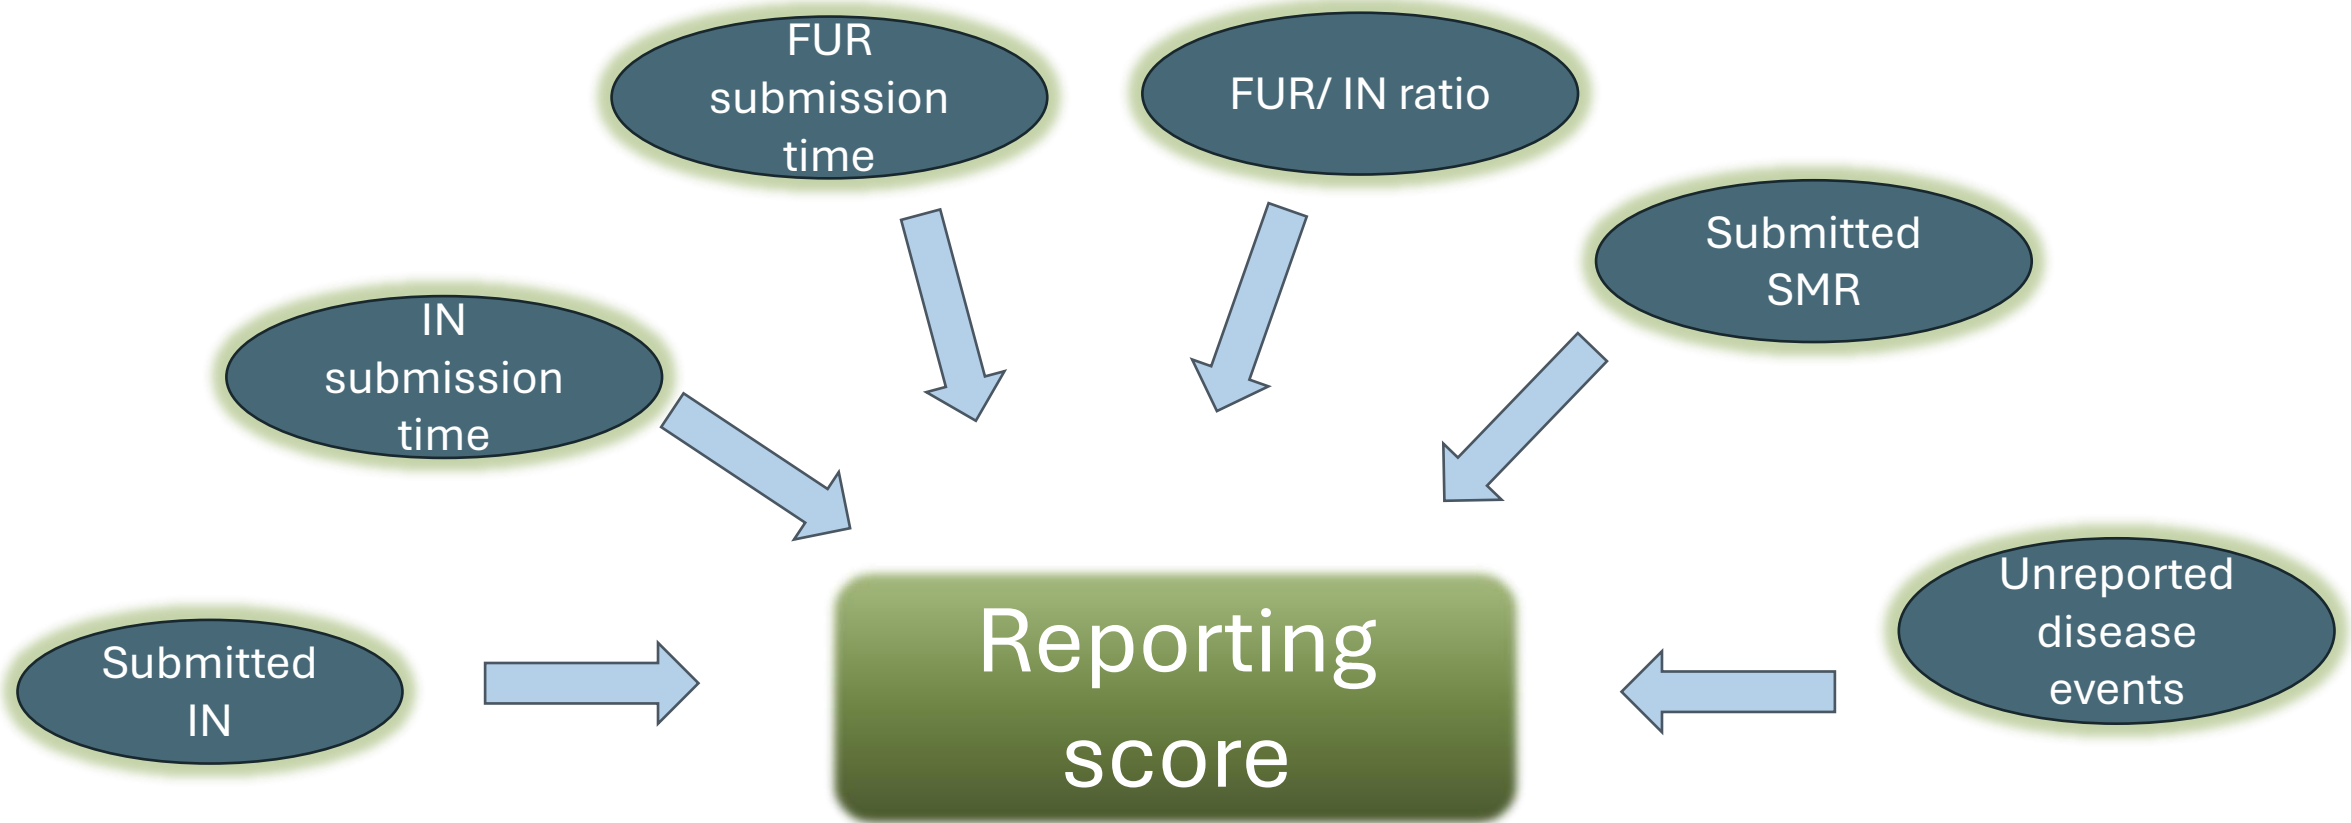 FUR
submission
time
FUR/ IN ratio
Submitted
SMR
IN
submission
time
Unreported
disease
events
Submitted
IN
Reporting
score